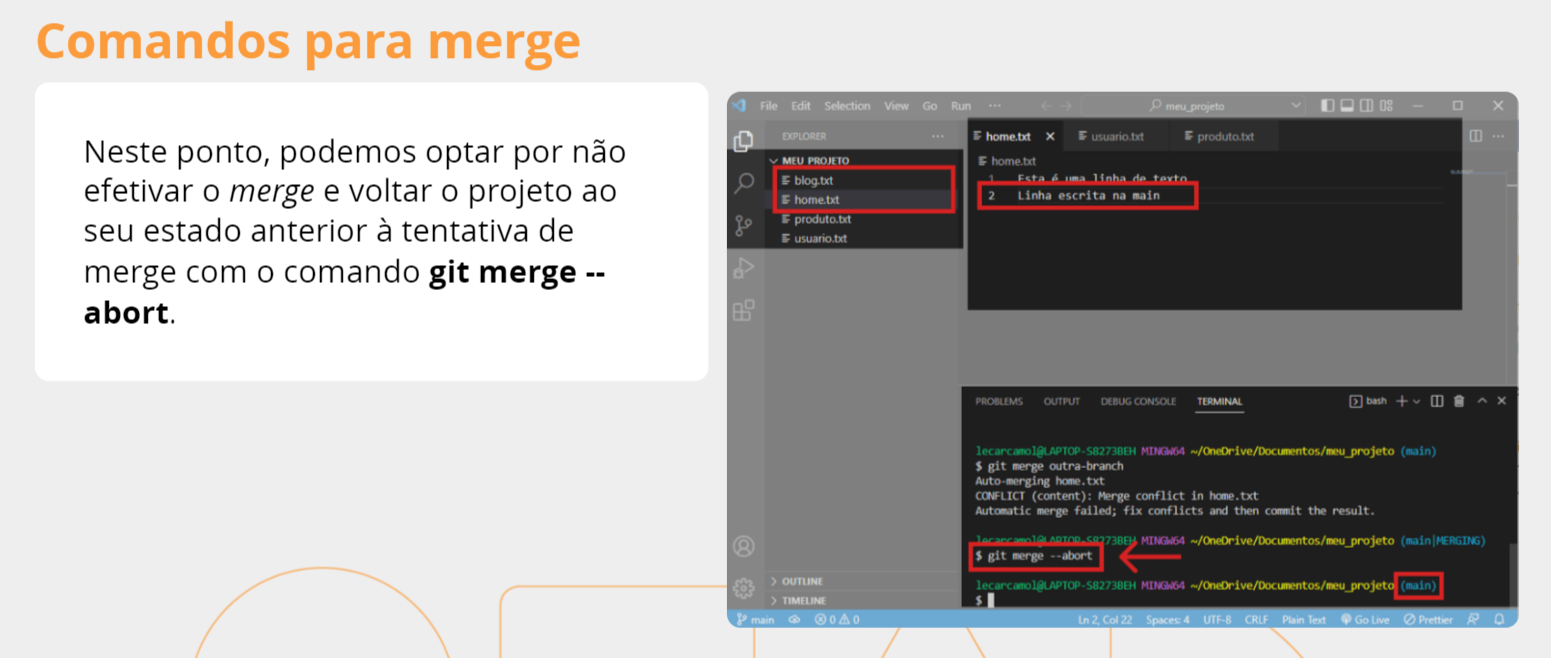 Comandos para merge
Neste ponto, podemos optar por não
efetivar o merge e voltar o projeto ao
seu estado anterior à tentativa de
merge com o comando git merge --
abort.
File Edit Selection View Go Run ··· meu_projeto
EXPLORER ···
MEU PROJETO
blog.txt
home.txt
produto.txt
usuario.txt
home.txt usuario.txt produto.txt
home.txt
1 Esta é uma linha de texto
2 Linha escrita na main
PROBLEMS OUTPUT DEBUG CONSOLE TERMINAL bash
lecarcamol@LAPTOP-S8273BEH MINGW64 ~/OneDrive/Documentos/meu_projeto (main)
$ git merge outra-branch
Auto-merging home.txt
CONFLICT (content): Merge conflict in home.txt
Automatic merge failed; fix conflicts and then commit the result.
lecarcamol@LAPTOP-S8273BEH MINGW64 ~/OneDrive/Documentos/meu_projeto (main|MERGING)
$ git merge --abort
lecarcamol@LAPTOP-S8273BEH MINGW64 ~/OneDrive/Documentos/meu_projeto (main)
$
OUTLINE
TIMELINE
main 0 0 Ln 2, Col 22 Spaces: 4 UTF-8 CRLF Plain Text Go Live Prettier